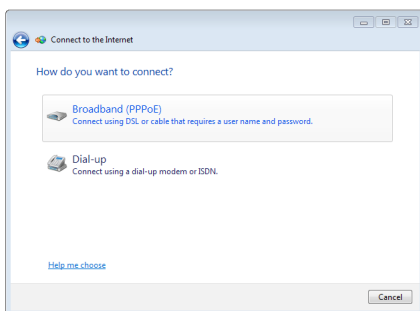 Connect to the Internet
How do you want to connect?
Broadband (PPPoE)
Connect using DSL or cable that requires a user name and password.
Dial-up
Connect using a dial-up modem or ISDN.
Help me choose
Cancel